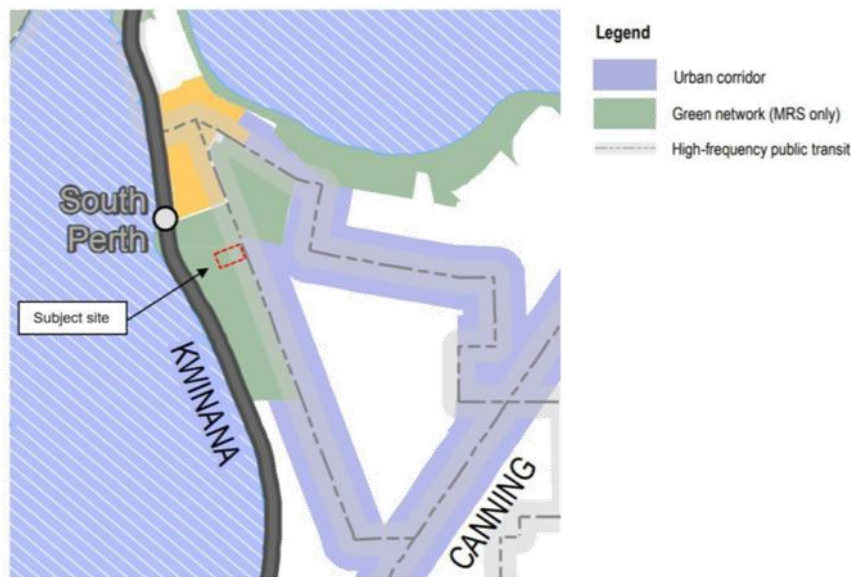 Legend
Urban corridor
Green network (MRS only)
High-frequency public transit
South
Perth
Subject site
KWINANA
CANNING